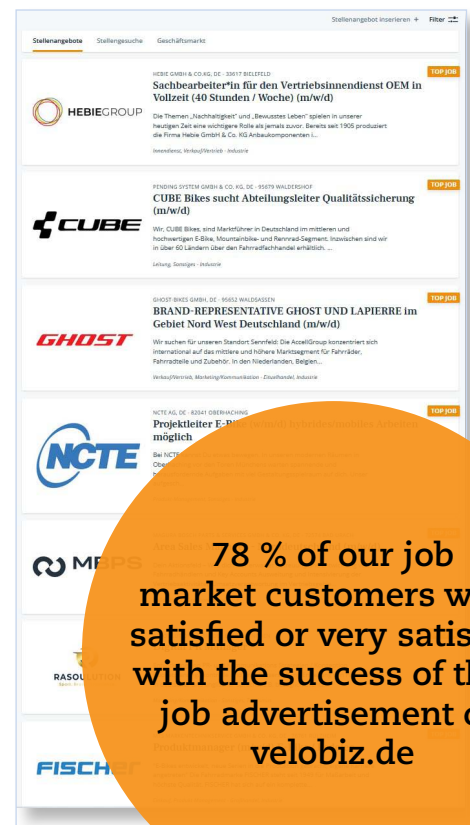 Stellenangebot inserieren + Filter
Stellenangebote Stellengesuche Geschäftsmarkt
TOP JOB
HEBIE GMBH & CO.KG, DE - 33617 BIELEFELD
Sachbearbeiter*in für den Vertriebsinnendienst OEM in
Vollzeit (40 Stunden / Woche) (m/w/d)
HEBIEGROUP
Die Themen „Nachhaltigkeit" und „Bewusstes Leben" spielen in unserer
heutigen Zeit eine wichtigere Rolle als jemals zuvor. Bereits seit 1905 produziert
die Firma Hebie GmbH & Co. KG Anbaukomponenten i...
Innendienst, Verkauf/Vertrieb - Industrie
TOP JOB
PENDING SYSTEM GMBH & CO. KG, DE - 95679 WALDERSHOF
CUBE Bikes sucht Abteilungsleiter Qualitätssicherung
(m/w/d)
CUBE
Wir, CUBE Bikes, sind Marktführer in Deutschland im mittleren und
hochwertigen E-Bike, Mountainbike- und Rennrad-Segment. Inzwischen sind wir
in über 60 Ländern über den Fahrradfachhandel erhältlich. ...
Leitung, Sonstiges - Industrie
TOP JOB
GHOST-BIKES GMBH, DE - 95652 WALDSASSEN
BRAND-REPRESENTATIVE GHOST UND LAPIERRE im
Gebiet Nord West Deutschland (m/w/d)
GHOST
Wir suchen für unseren Standort Sennfeld: Die AccellGroup konzentriert sich
international auf das mittlere und höhere Marktsegment für Fahrräder,
Fahrradteile und Zubehör. In den Niederlanden, Belgien...
Verkauf/Vertrieb, Marketing/Kommunikation - Einzelhandel, Industrie
TOP JOB
NCTE AG, DE - 82041 OBERHACHING
Projektleiter E-Bike
möglich
NCTE
Bei NCTE
MBPS
RASOULUTION
FISCHER
78 % of our job
market customers w
satisfied or very satis
with the success of th
job advertisement o
velobiz.de